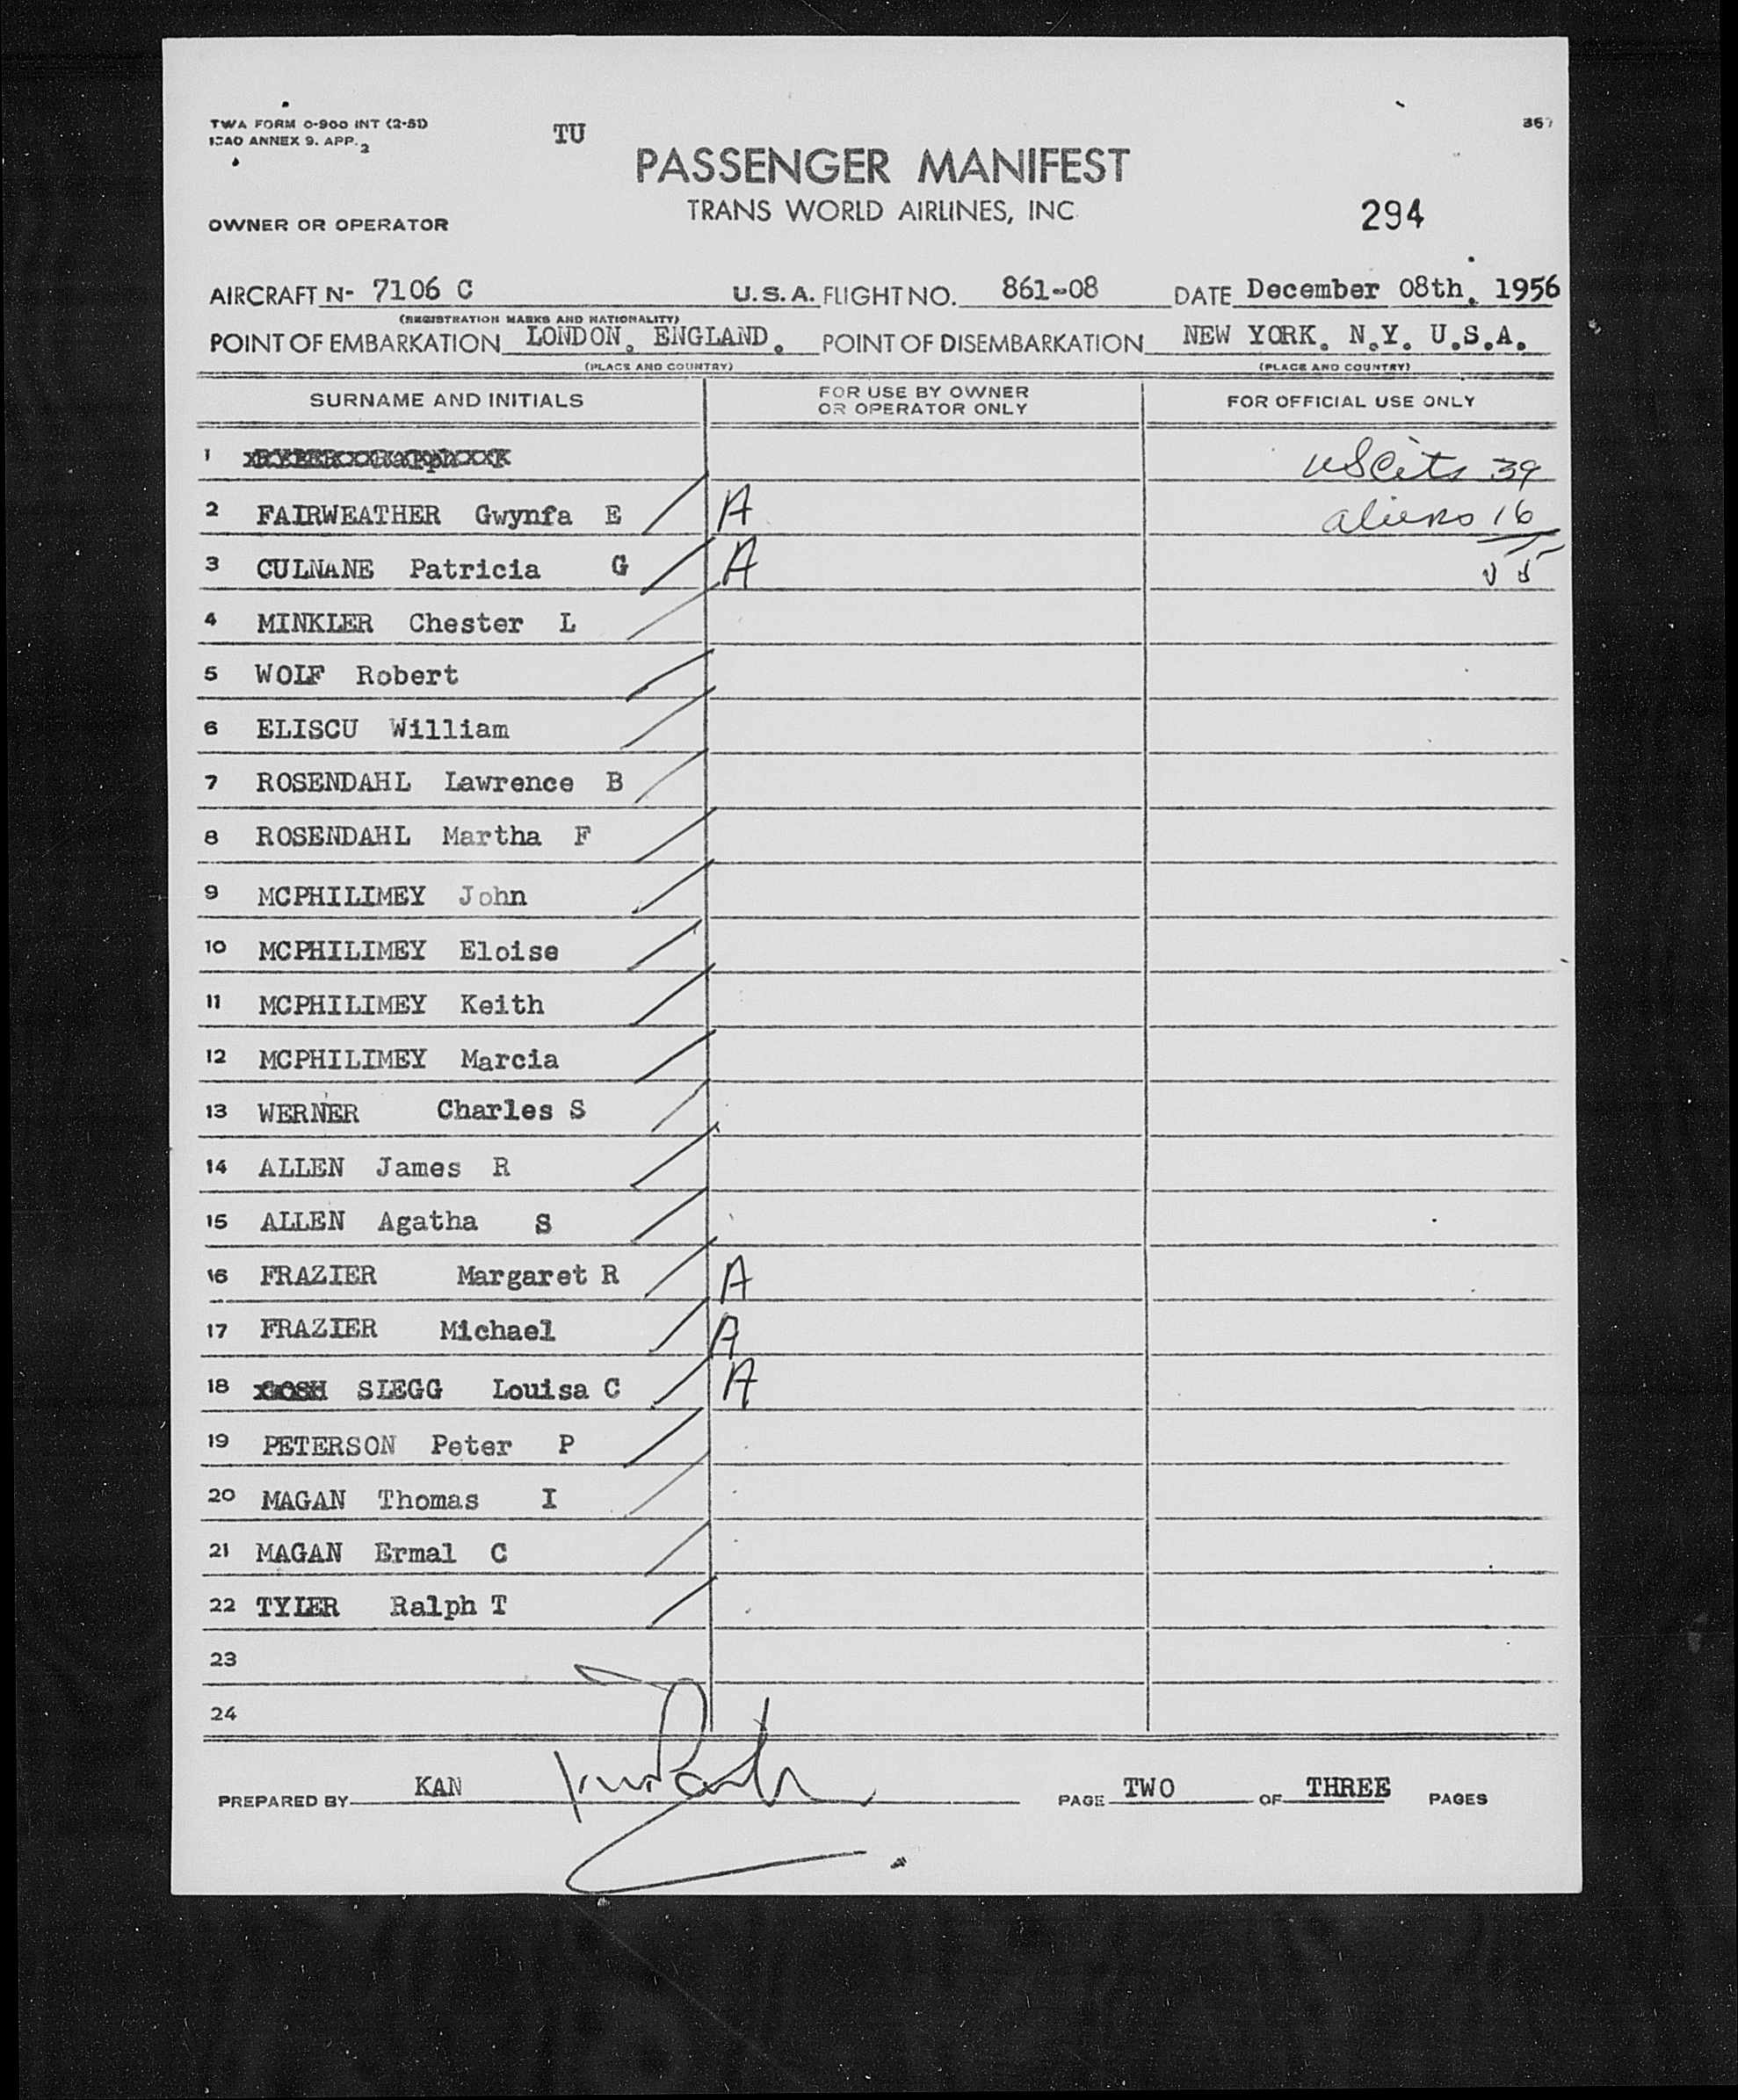 TWA FORM O-900 INT (2-51)
ICAO ANNEX 9. APP. 2
TU
367
PASSENGER MANIFEST
TRANS WORLD AIRLINES, INC
294
OWNER OR OPERATOR
AIRCRAFT N- 7106 C U.S.A. FLIGHT NO. 861-08 DATE December 08th. 1956
(REGISTRATION MARKS AND NATIONALITY)
POINT OF EMBARKATION LONDON. ENGLAND. POINT OF DISEMBARKATION NEW YORK. N.Y. U.S.A.
(PLACE AND COUNTRY) (PLACE AND COUNTRY)
SURNAME AND INITIALS FOR USE BY OWNER OR OPERATOR ONLY FOR OFFICIAL USE ONLY
1 US Cits 39
2 FAIRWEATHER Gwynfa E A aliens 16
3 CULNANE Patricia G A 55
4 MINKLER Chester L
5 WOLF Robert
6 ELISCU William
7 ROSENDAHL Lawrence B
8 ROSENDAHL Martha F
9 MCPHILIMEY John
10 MCPHILIMEY Eloise
11 MCPHILIMEY Keith
12 MCPHILIMEY Marcia
13 WERNER Charles S
14 ALLEN James R
15 ALLEN Agatha S
16 FRAZIER Margaret R A
17 FRAZIER Michael A
18 SIEGG Louisa C A
19 PETERSON Peter P
20 MAGAN Thomas I
21 MAGAN Ermal C
22 TYLER Ralph T
23
24
PREPARED BY KAN PAGE TWO OF THREE PAGES